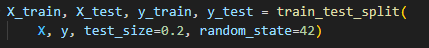 X_train, X_test, y_train, y_test = train_test_split(
    X, y, test_size=0.2, random_state=42)